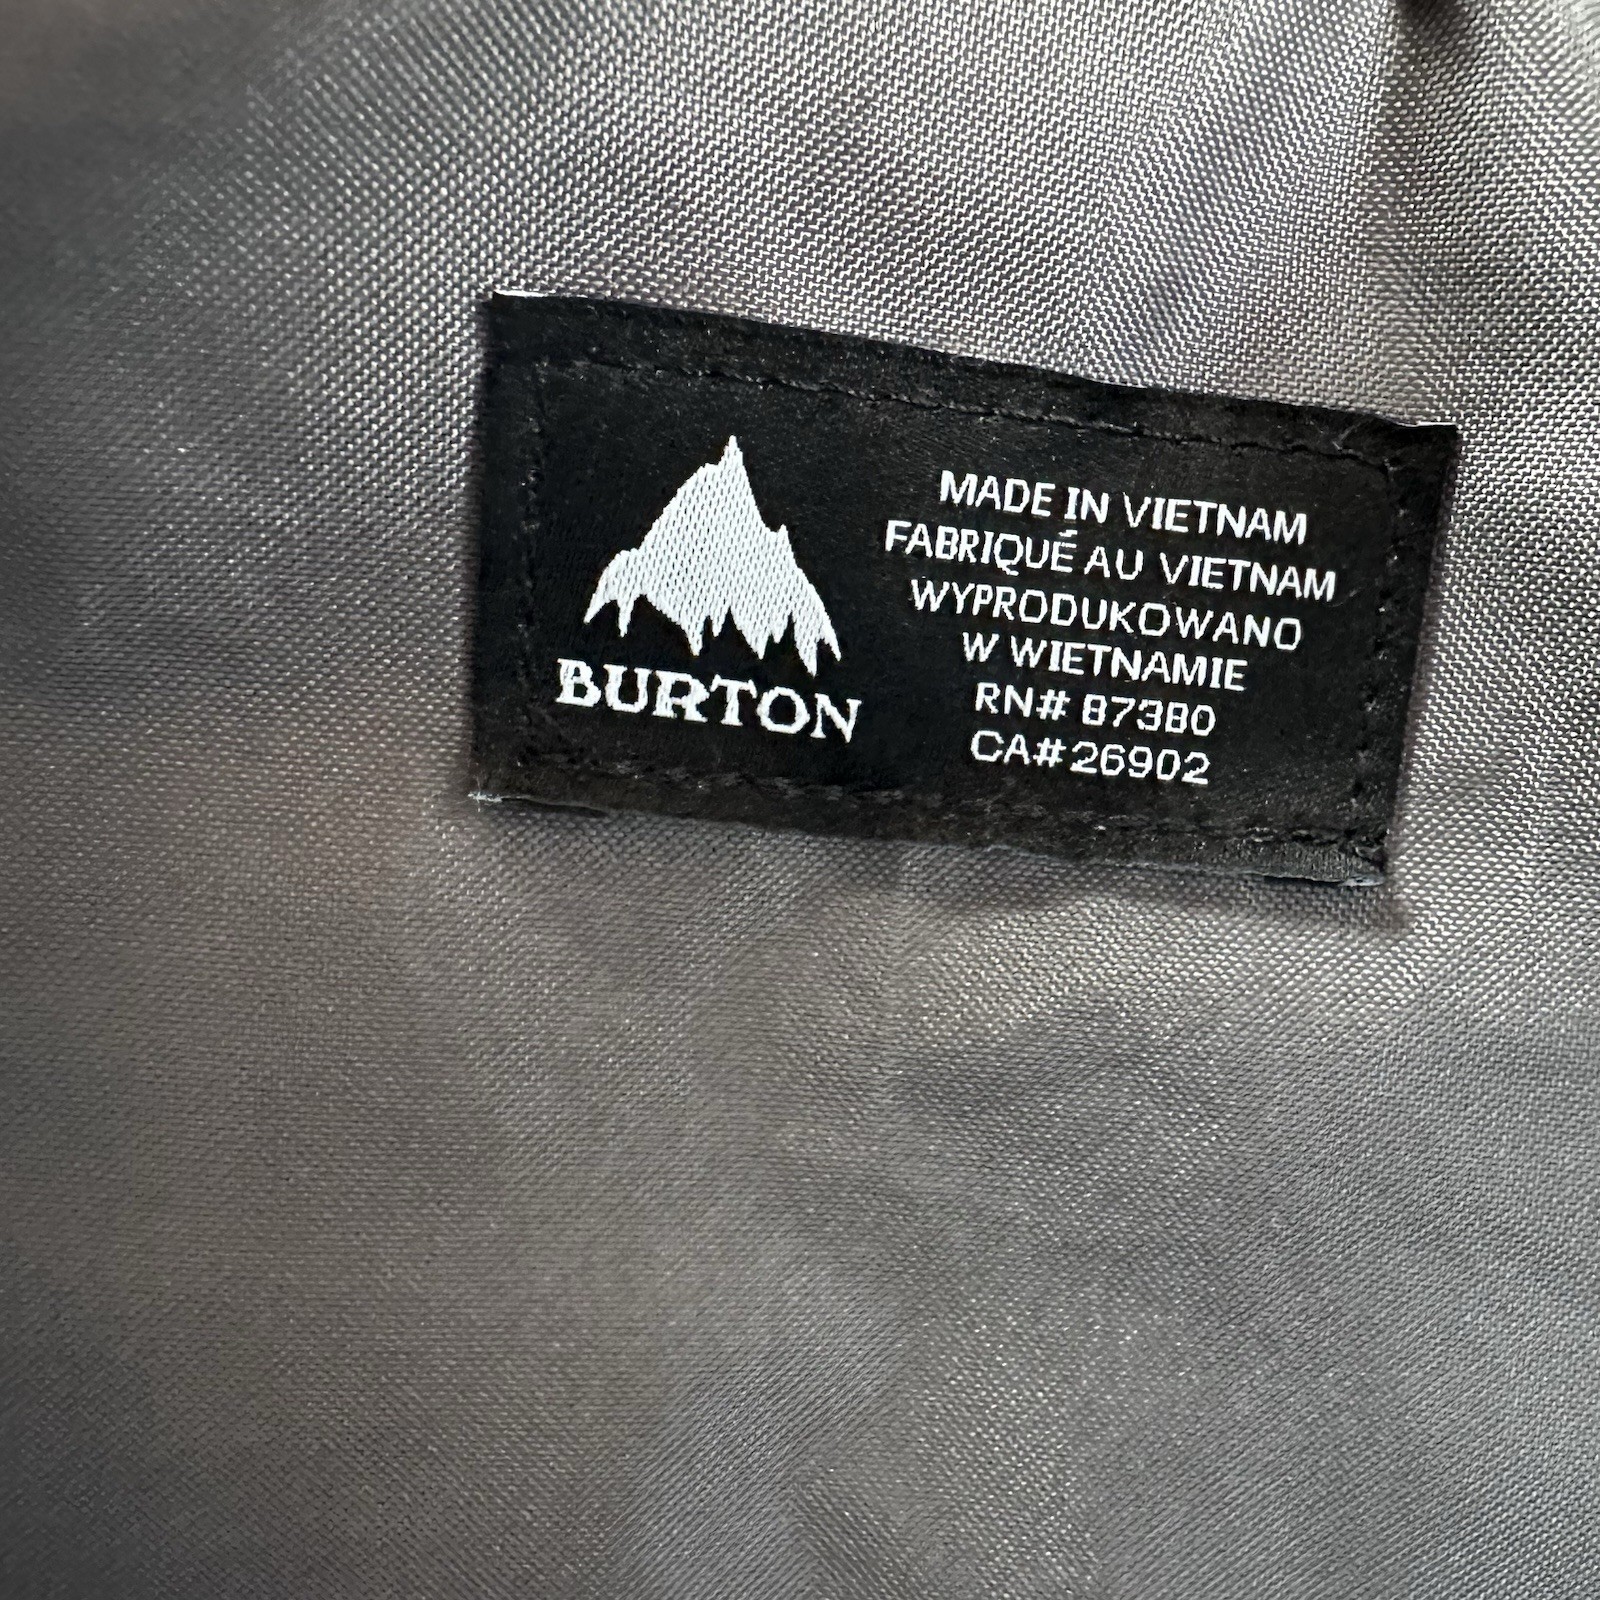 BURTON
MADE IN VIETNAM
FABRIQUÉ AU VIETNAM
WYPRODUKOWANO
W WIETNAMIE
RN# 87380
CA#26902